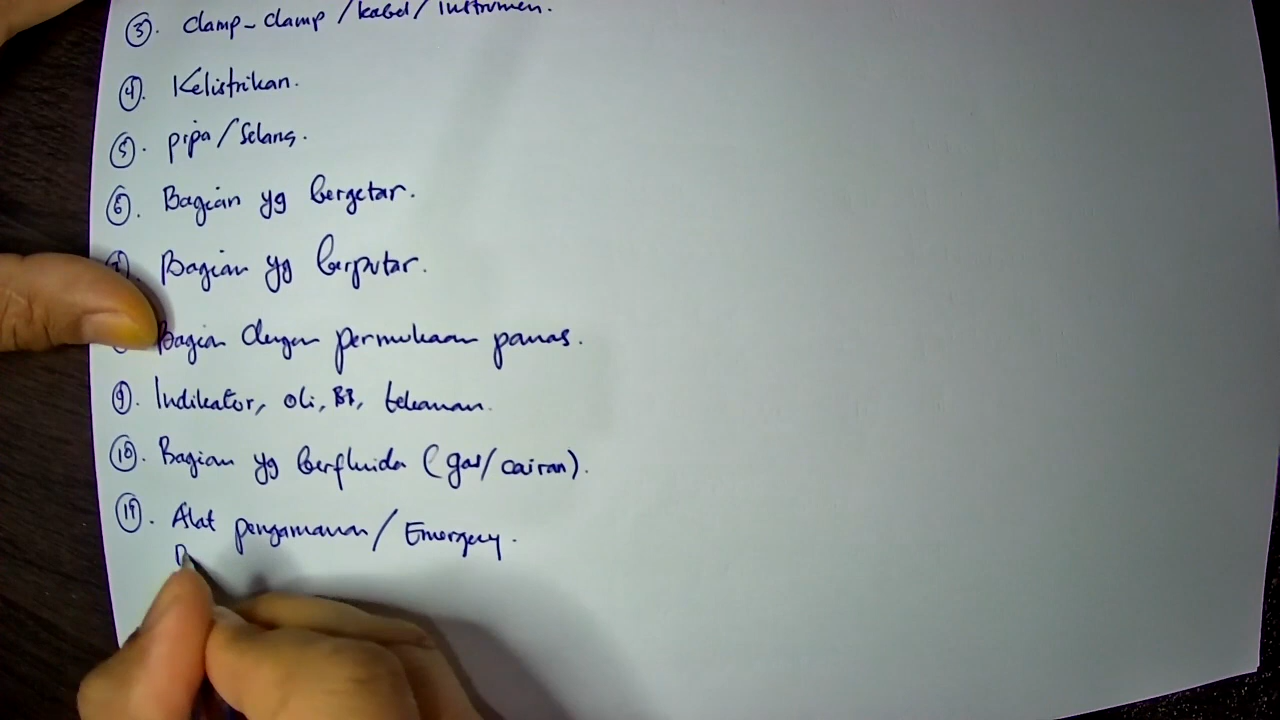 ③. Clamp-clamp /kabel/ instrumen.
④. Kelistrikan.
⑤. pipa/Selang.
⑥. Bagian yg bergetar.
⑦. Bagian yg berputar.
Bagian dengan permukaan panas.
⑨. Indikator, oli, BB, tekanan.
⑩. Bagian yg berfluida (gas/cairan).
⑪. Alat pengamanan/Emergency.